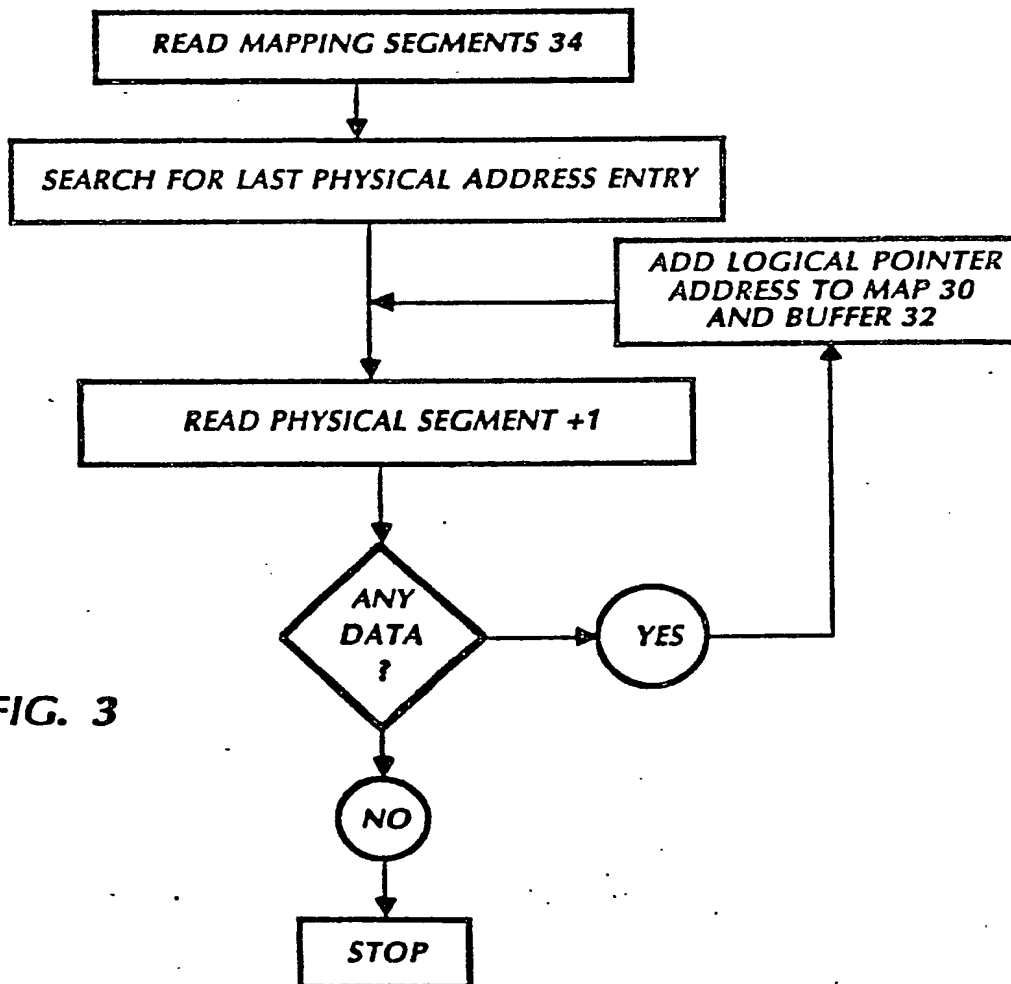 READ MAPPING SEGMENTS 34
SEARCH FOR LAST PHYSICAL ADDRESS ENTRY
ADD LOGICAL POINTER
ADDRESS TO MAP 30
AND BUFFER 32
READ PHYSICAL SEGMENT +1
ANY
DATA
?
YES
FIG. 3
NO
STOP